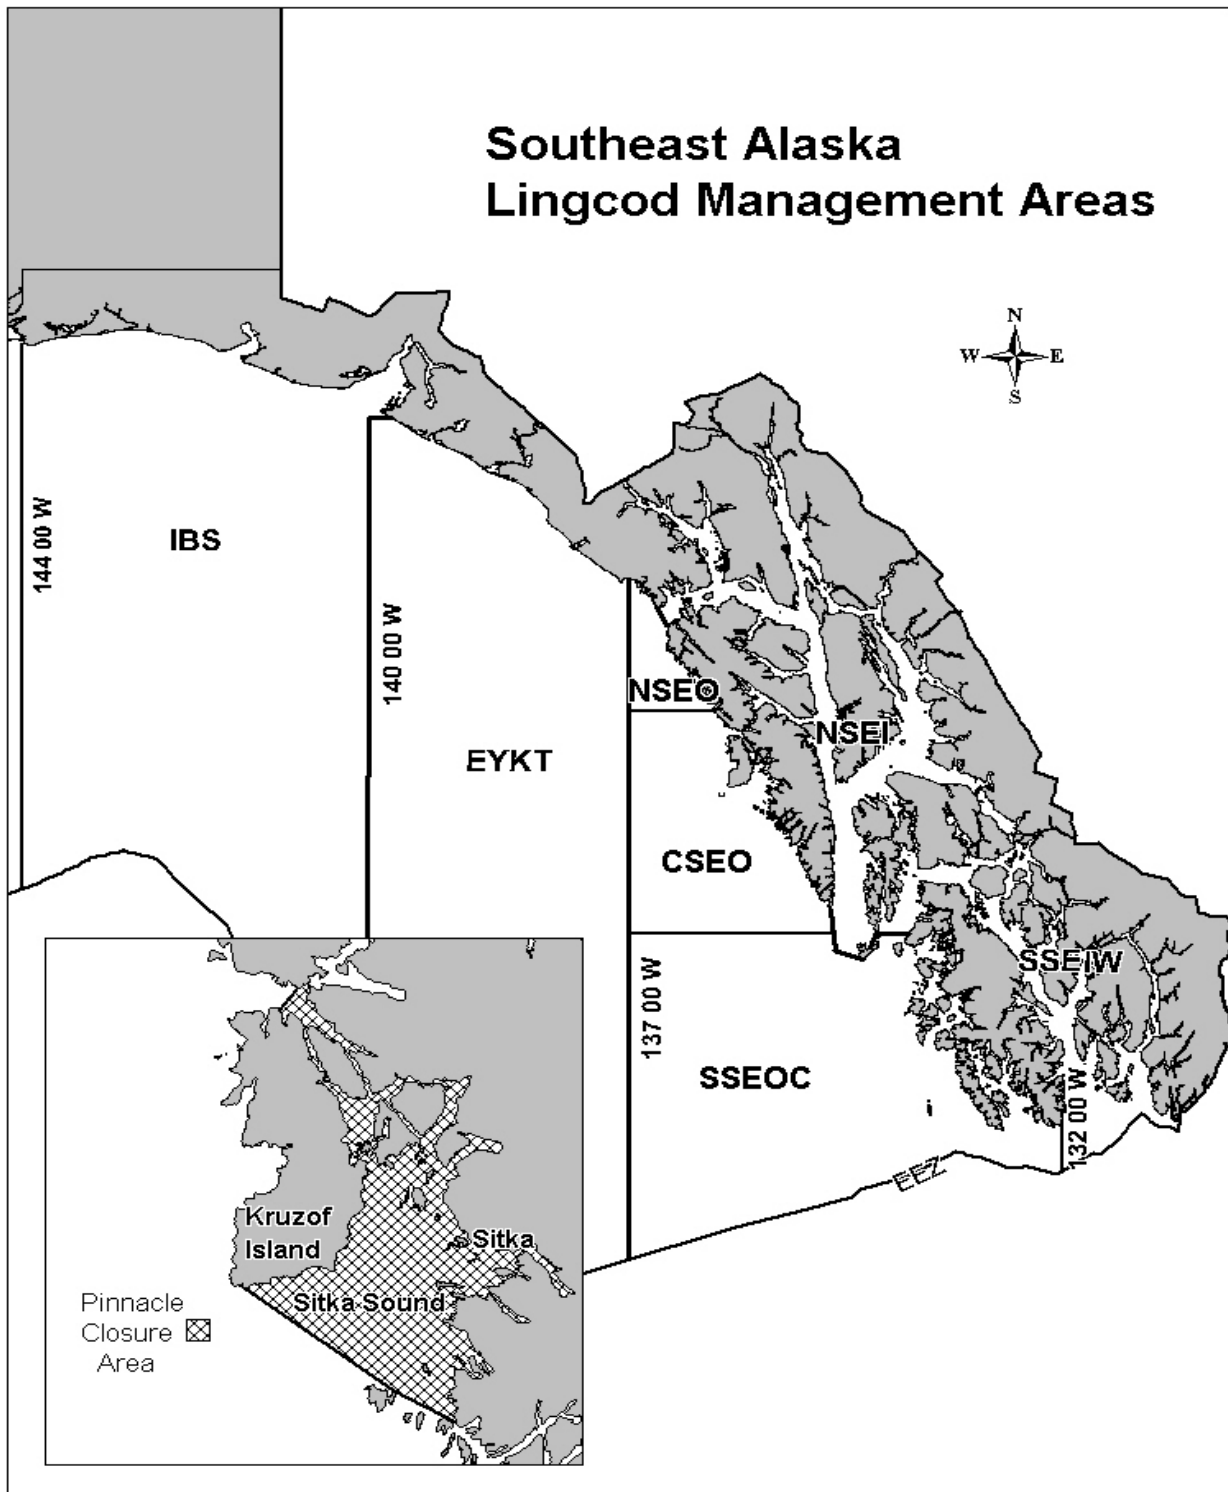 Southeast Alaska
Lingcod Management Areas
N
W E
S
144 00 W
IBS
140 00 W
NSEO
NSEI
EYKT
CSEO
SSEIW
137 00 W
SSEOC
132 00 W
EEZ
Kruzof
Island
Sitka
Sitka Sound
Pinnacle
Closure
Area